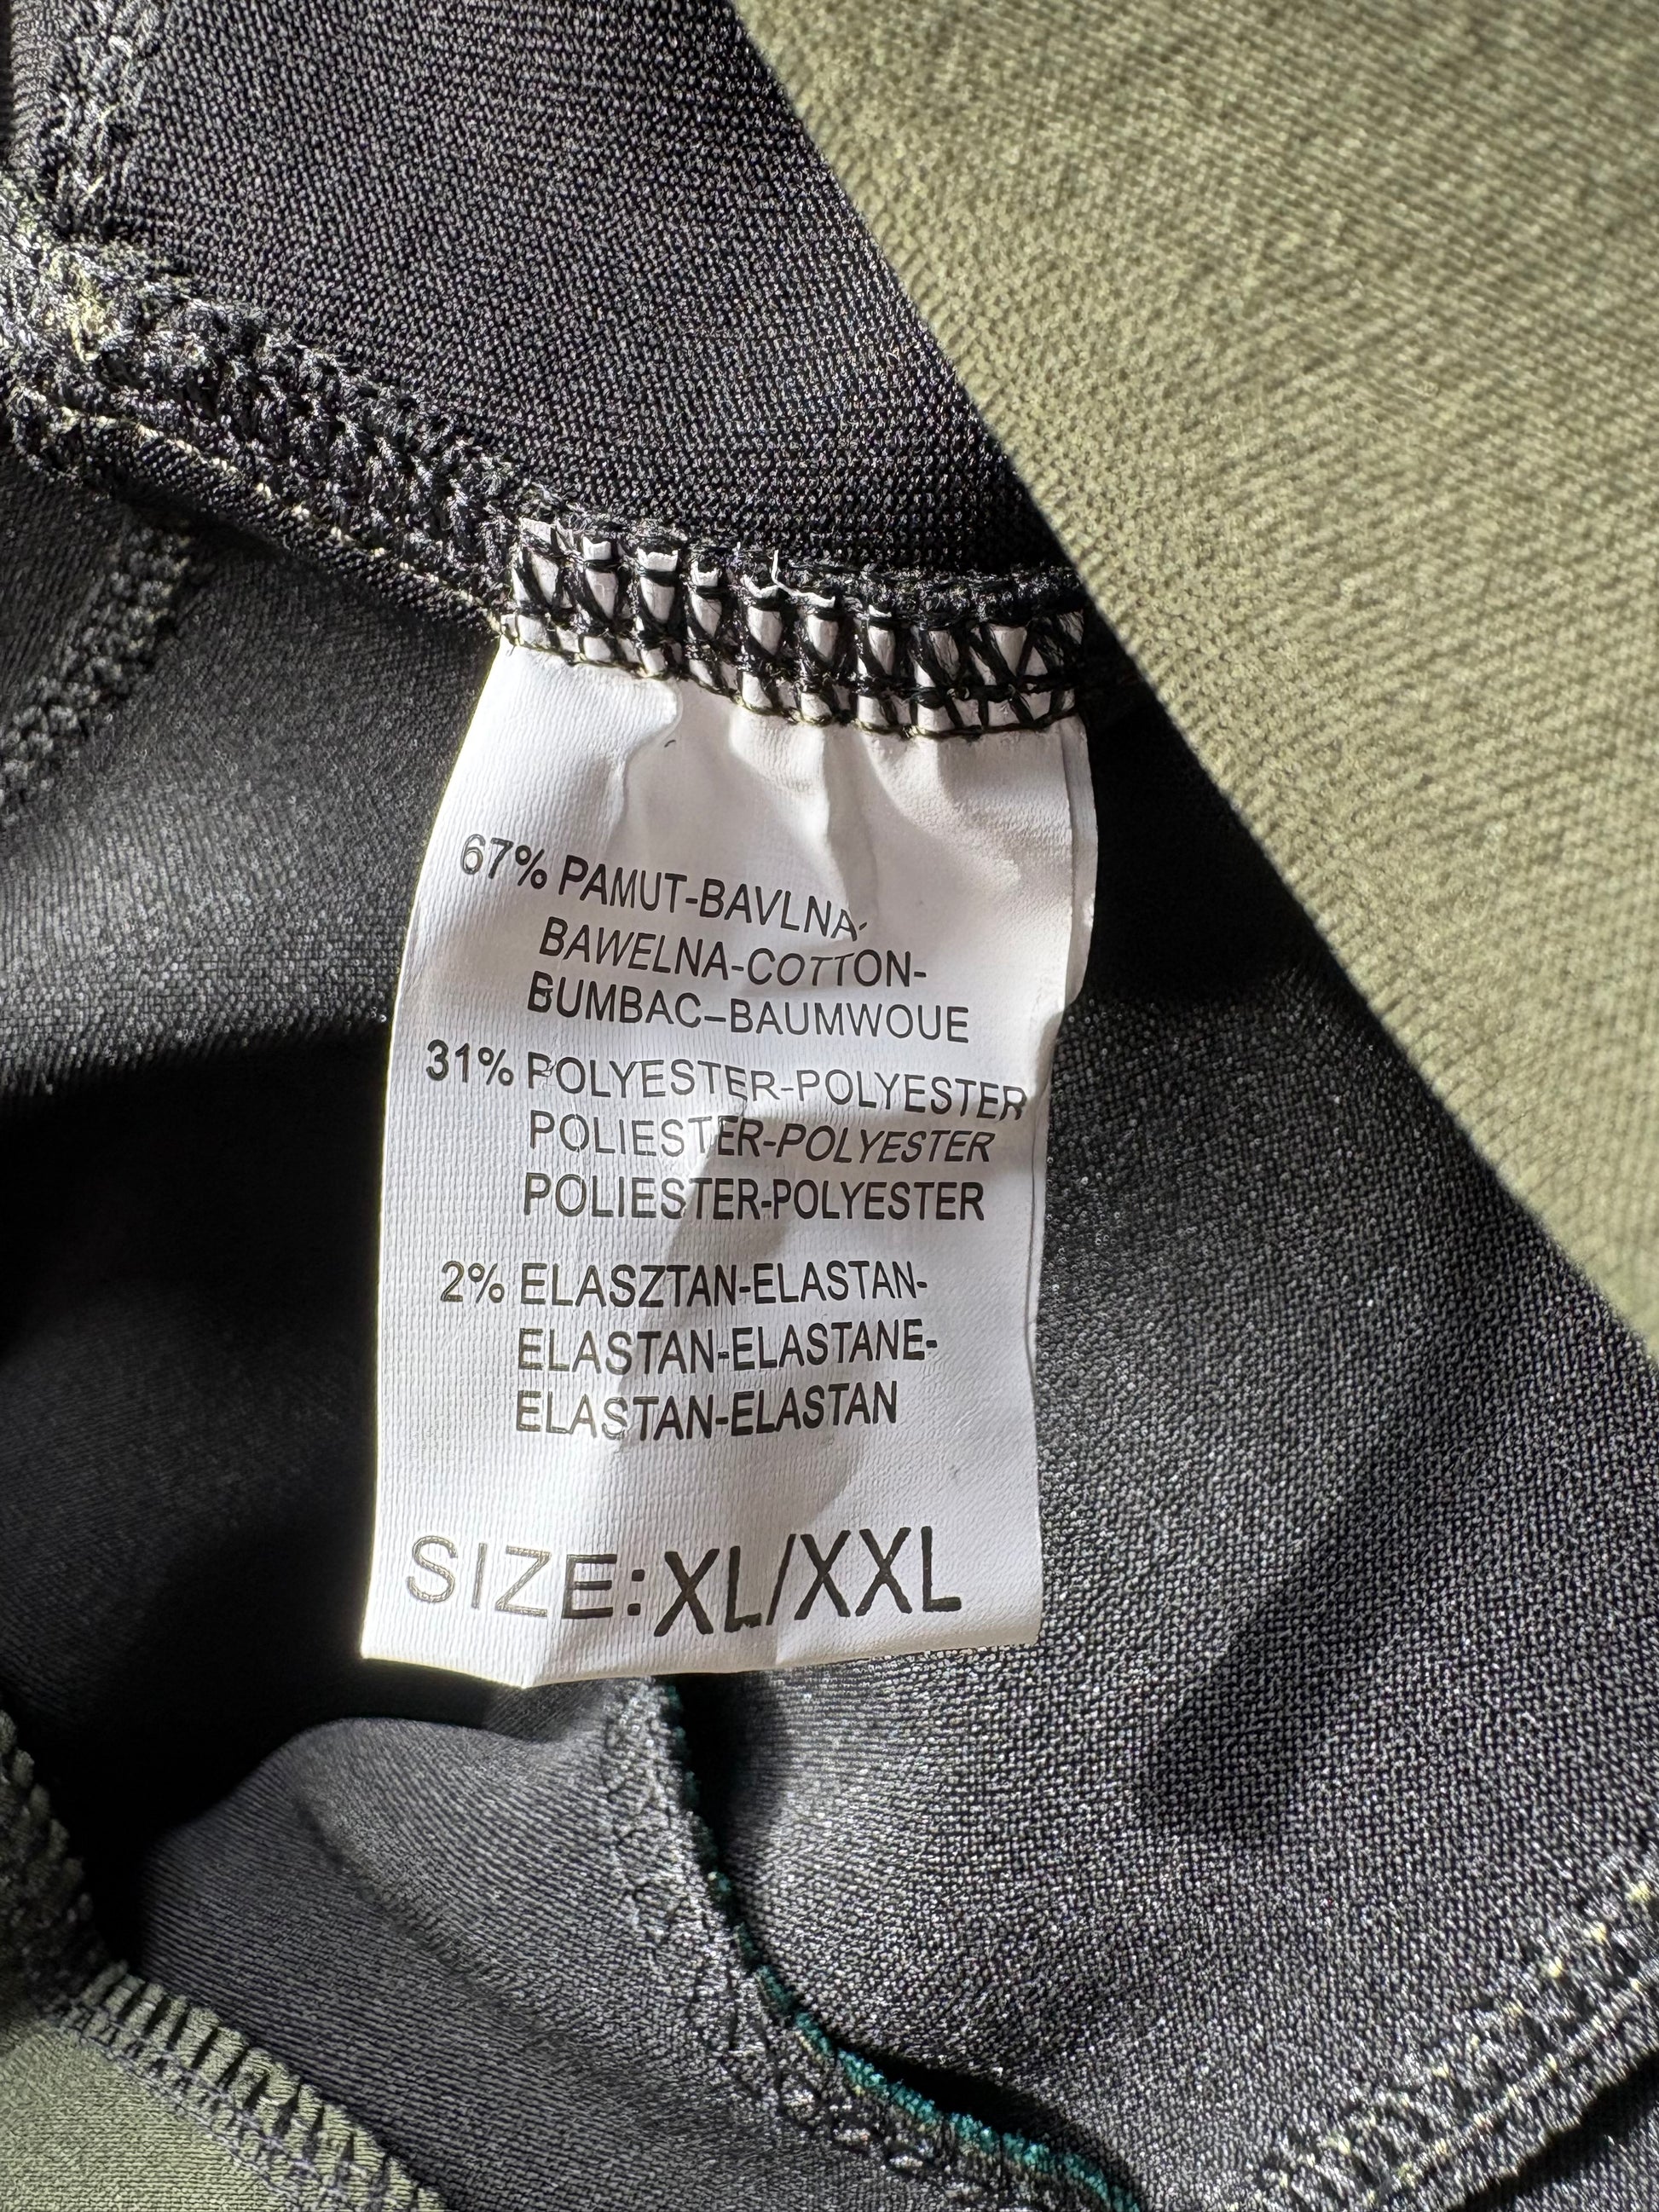 67% PAMUT-BAVLNA-
BAWELNA-COTTON-
BUMBAC-BAUMWOUE
31% POLYESTER-POLYESTER
POLIESTER-POLYESTER
POLIESTER-POLYESTER
2% ELASZTAN-ELASTAN-
ELASTAN-ELASTANE-
ELASTAN-ELASTAN
SIZE:XL/XXL